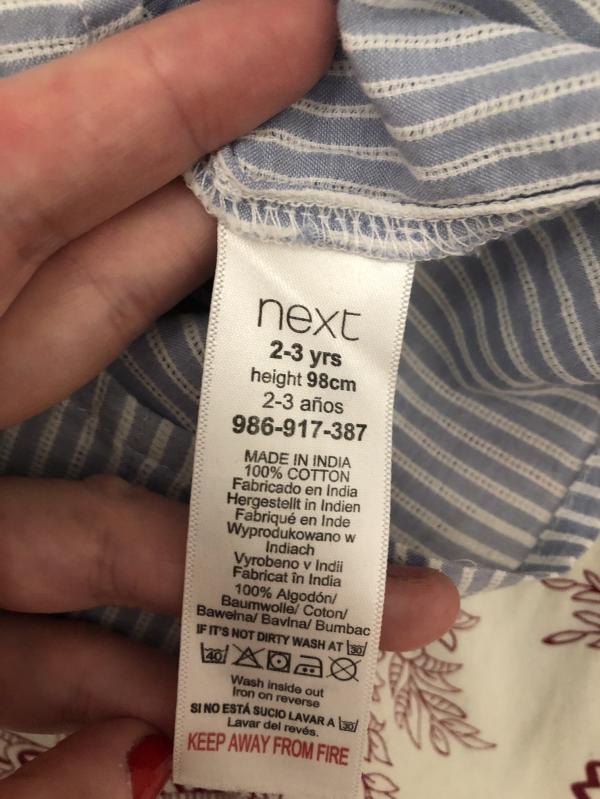 next
2-3 yrs
height 98cm
2-3 años
986-917-387
MADE IN INDIA
100% COTTON
Fabricado en India
Hergestellt in Indien
Fabriqué en Inde
Wyprodukowano w
Indiach
Vyrobeno v Indii
Fabricat în India
100% Algodón/
Baumwolle/ Coton/
Bawełna/ Bavlna/ Bumbac
IF IT'S NOT DIRTY WASH AT 30
40
Wash inside out
Iron on reverse
SI NO ESTÁ SUCIO LAVAR A 30
Lavar del revés.
KEEP AWAY FROM FIRE